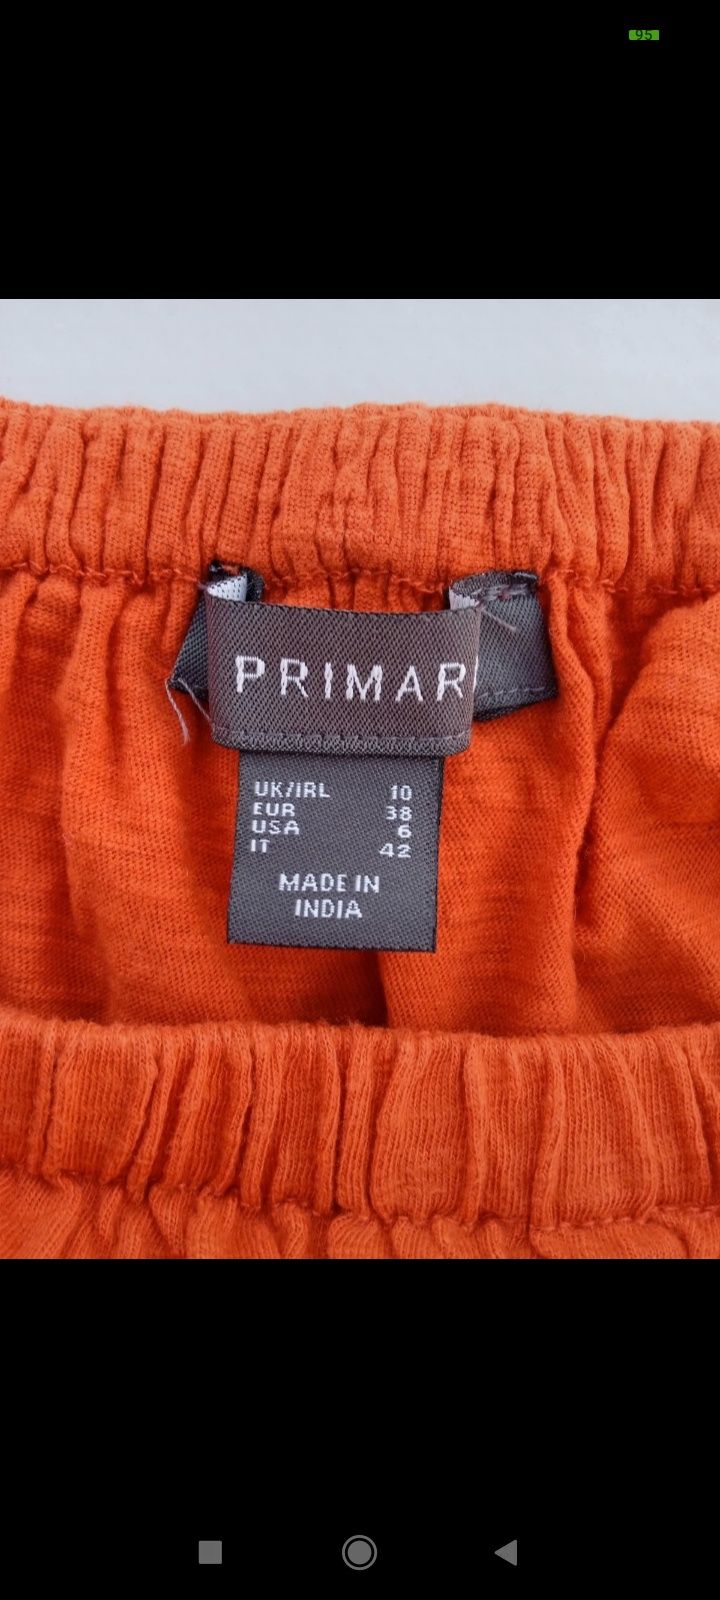 95
PRIMAR
UK/IRL 10
EUR 38
USA 6
IT 42
MADE IN
INDIA